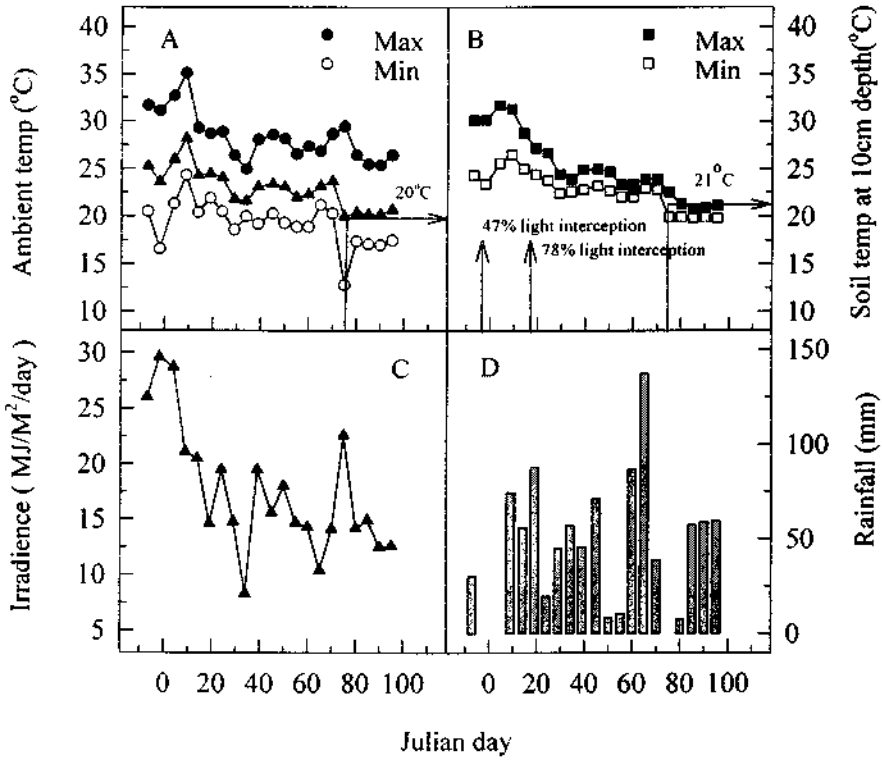 A
Max
Min
B
Max
Min
Ambient temp (°C)
40
35
30
25
20
15
10
20°C
47% light interception
78% light interception
21°C
40
35
30
25
20
15
10
Soil temp at 10cm depth(°C)
Irradience ( MJ/M²/day )
30
25
20
15
10
5
C
D
150
100
50
0
Rainfall (mm)
0 20 40 60 80 100
0 20 40 60 80 100
Julian day